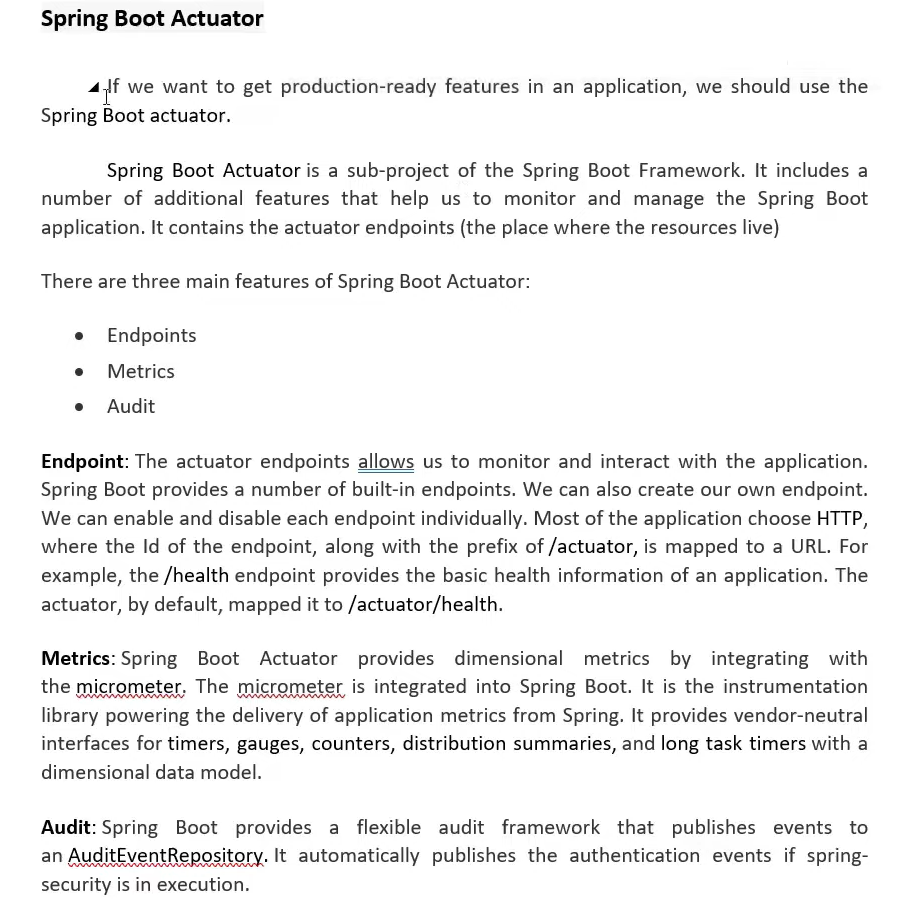 Spring Boot Actuator
If we want to get production-ready features in an application, we should use the
Spring Boot actuator.
Spring Boot Actuator is a sub-project of the Spring Boot Framework. It includes a
number of additional features that help us to monitor and manage the Spring Boot
application. It contains the actuator endpoints (the place where the resources live)
There are three main features of Spring Boot Actuator:
• Endpoints
• Metrics
• Audit
Endpoint: The actuator endpoints allows us to monitor and interact with the application.
Spring Boot provides a number of built-in endpoints. We can also create our own endpoint.
We can enable and disable each endpoint individually. Most of the application choose HTTP,
where the Id of the endpoint, along with the prefix of /actuator, is mapped to a URL. For
example, the /health endpoint provides the basic health information of an application. The
actuator, by default, mapped it to /actuator/health.
Metrics: Spring Boot Actuator provides dimensional metrics by integrating with
the micrometer. The micrometer is integrated into Spring Boot. It is the instrumentation
library powering the delivery of application metrics from Spring. It provides vendor-neutral
interfaces for timers, gauges, counters, distribution summaries, and long task timers with a
dimensional data model.
Audit: Spring Boot provides a flexible audit framework that publishes events to
an AuditEventRepository. It automatically publishes the authentication events if spring-
security is in execution.